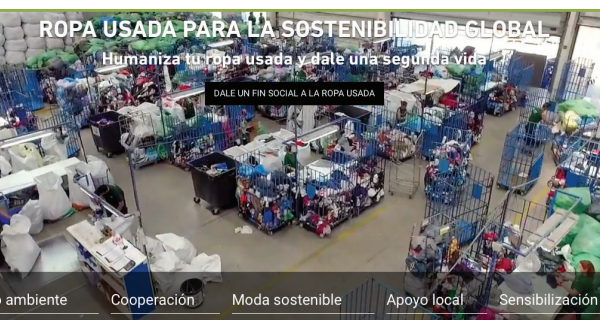 ROPA USADA PARA LA SOSTENIBILIDAD GLOBAL
Humaniza tu ropa usada y dale una segunda vida
DALE UN FIN SOCIAL A LA ROPA USADA
ambiente Cooperación Moda sostenible Apoyo local Sensibilización